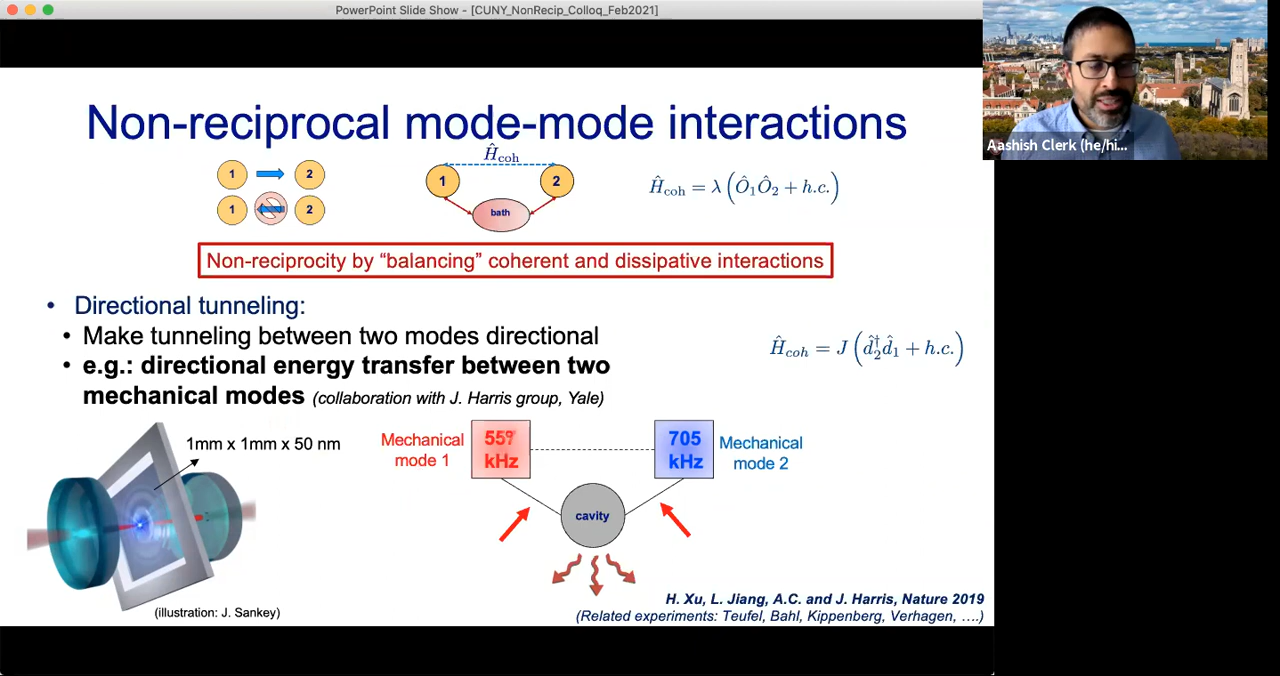 PowerPoint Slide Show - [CUNY_NonRecip_Colloq_Feb2021]
Aashish Clerk (he/hi...
Non-reciprocal mode-mode interactions
1 2
1 2
Ĥcoh
1 2
bath
Ĥcoh = λ (Ô1Ô2 + h.c.)
Non-reciprocity by “balancing” coherent and dissipative interactions
• Directional tunneling:
• Make tunneling between two modes directional
• e.g.: directional energy transfer between two
mechanical modes (collaboration with J. Harris group, Yale)
Ĥcoh = J (d̂2†d̂1 + h.c.)
1mm x 1mm x 50 nm
(illustration: J. Sankey)
Mechanical
mode 1
kHz
705
kHz
Mechanical
mode 2
cavity
H. Xu, L. Jiang, A.C. and J. Harris, Nature 2019
(Related experiments: Teufel, Bahl, Kippenberg, Verhagen, ....)